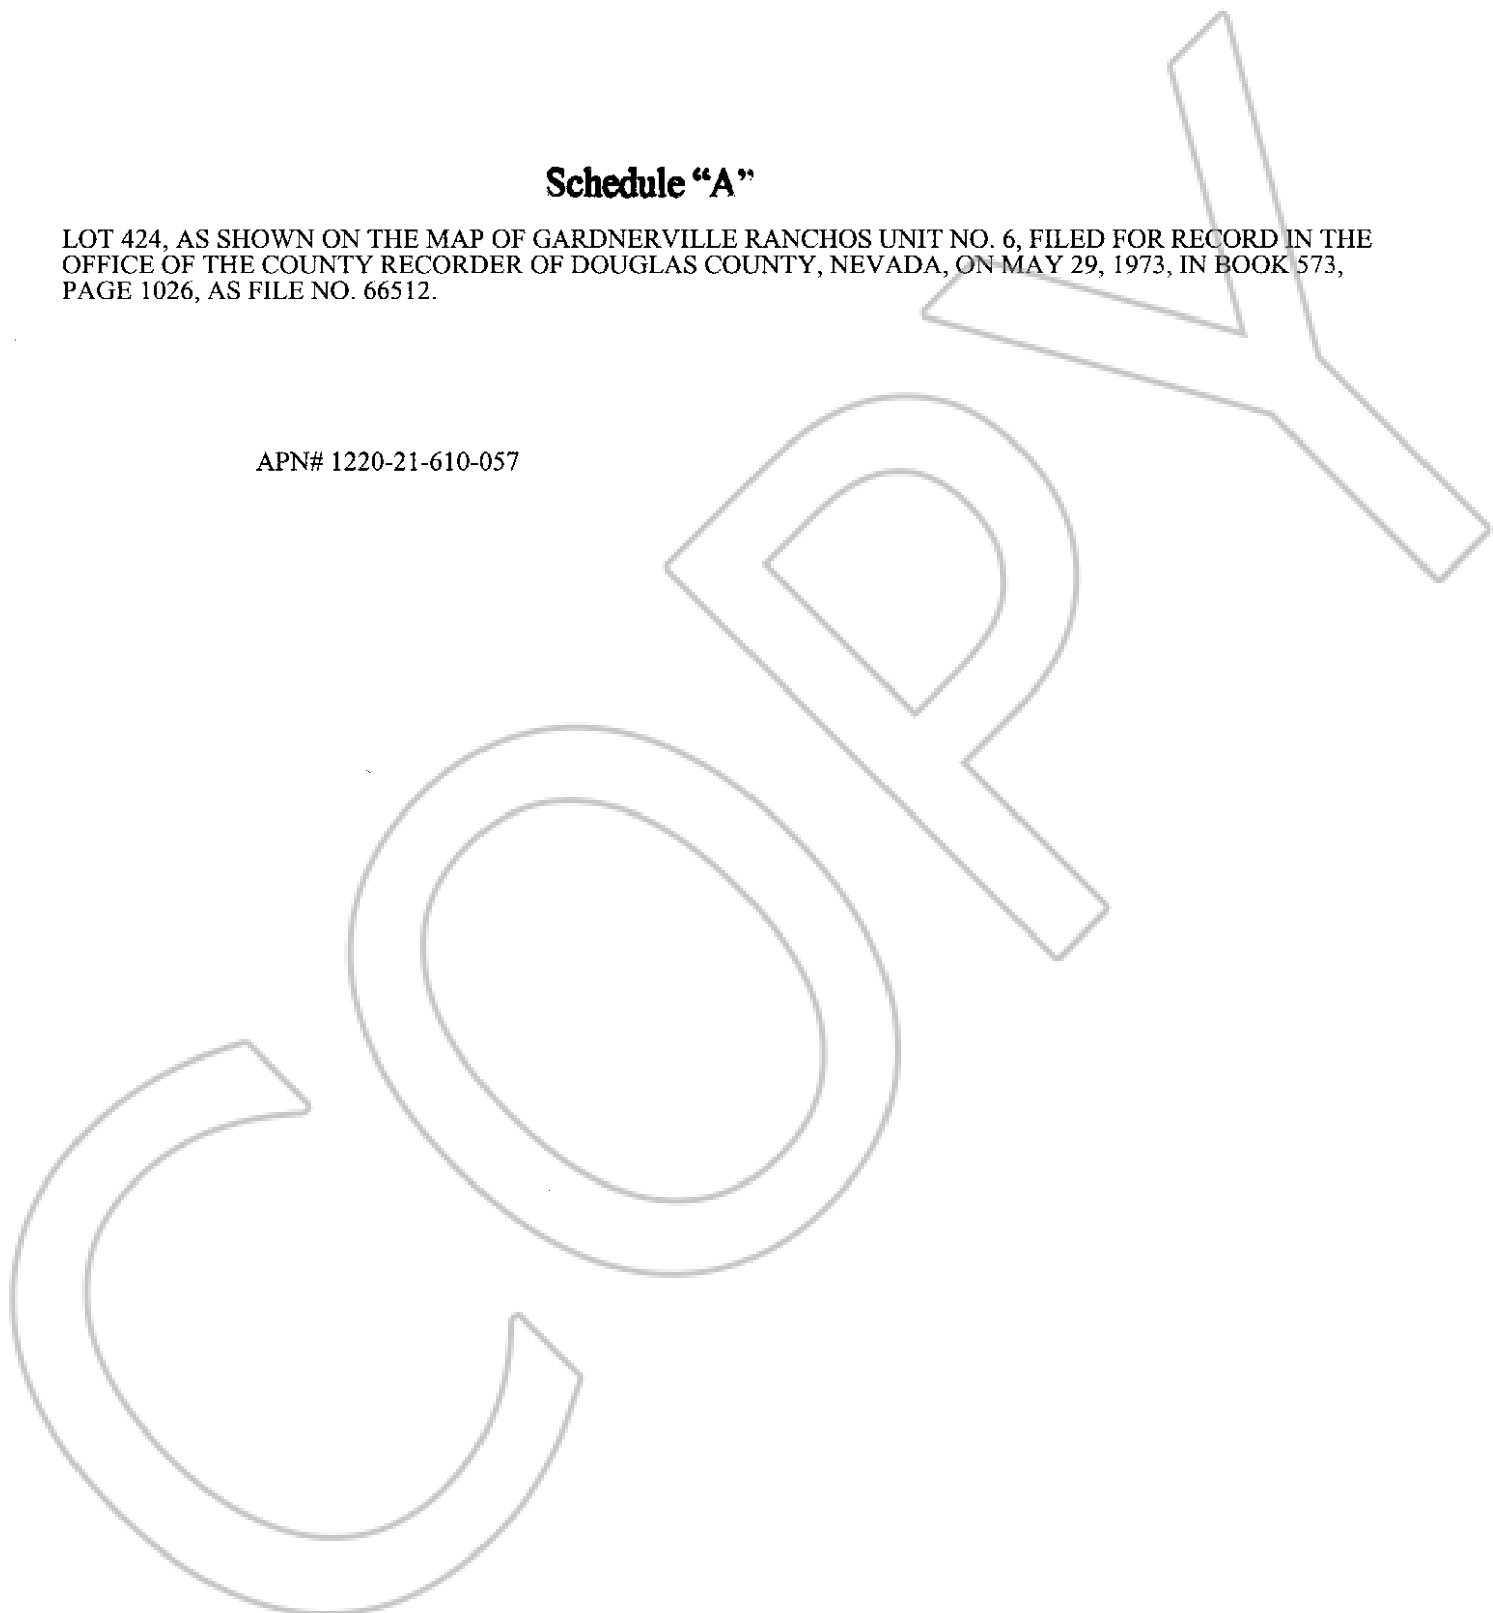 Schedule “A”
LOT 424, AS SHOWN ON THE MAP OF GARDNERVILLE RANCHOS UNIT NO. 6, FILED FOR RECORD IN THE
OFFICE OF THE COUNTY RECORDER OF DOUGLAS COUNTY, NEVADA, ON MAY 29, 1973, IN BOOK 573,
PAGE 1026, AS FILE NO. 66512.
APN# 1220-21-610-057
COPY